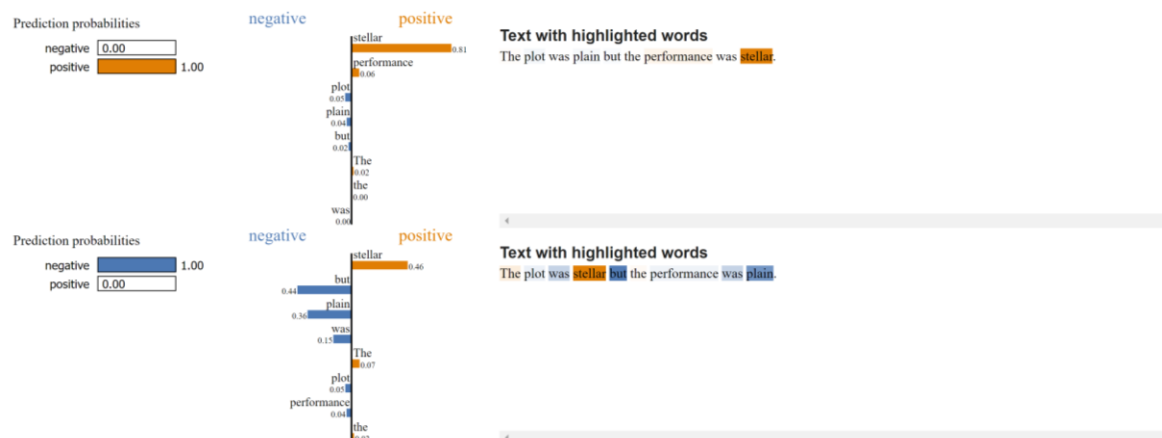 Prediction probabilities
negative 0.00
positive 1.00
negative positive
stellar
0.81
performance
0.06
plot
0.05
plain
0.04
but
0.02
The
0.02
the
0.00
was
0.00
Text with highlighted words
The plot was plain but the performance was stellar.
Prediction probabilities
negative 1.00
positive 0.00
negative positive
stellar
0.46
but
0.44
plain
0.36
was
0.15
The
0.07
plot
0.05
performance
0.04
the
Text with highlighted words
The plot was stellar but the performance was plain.